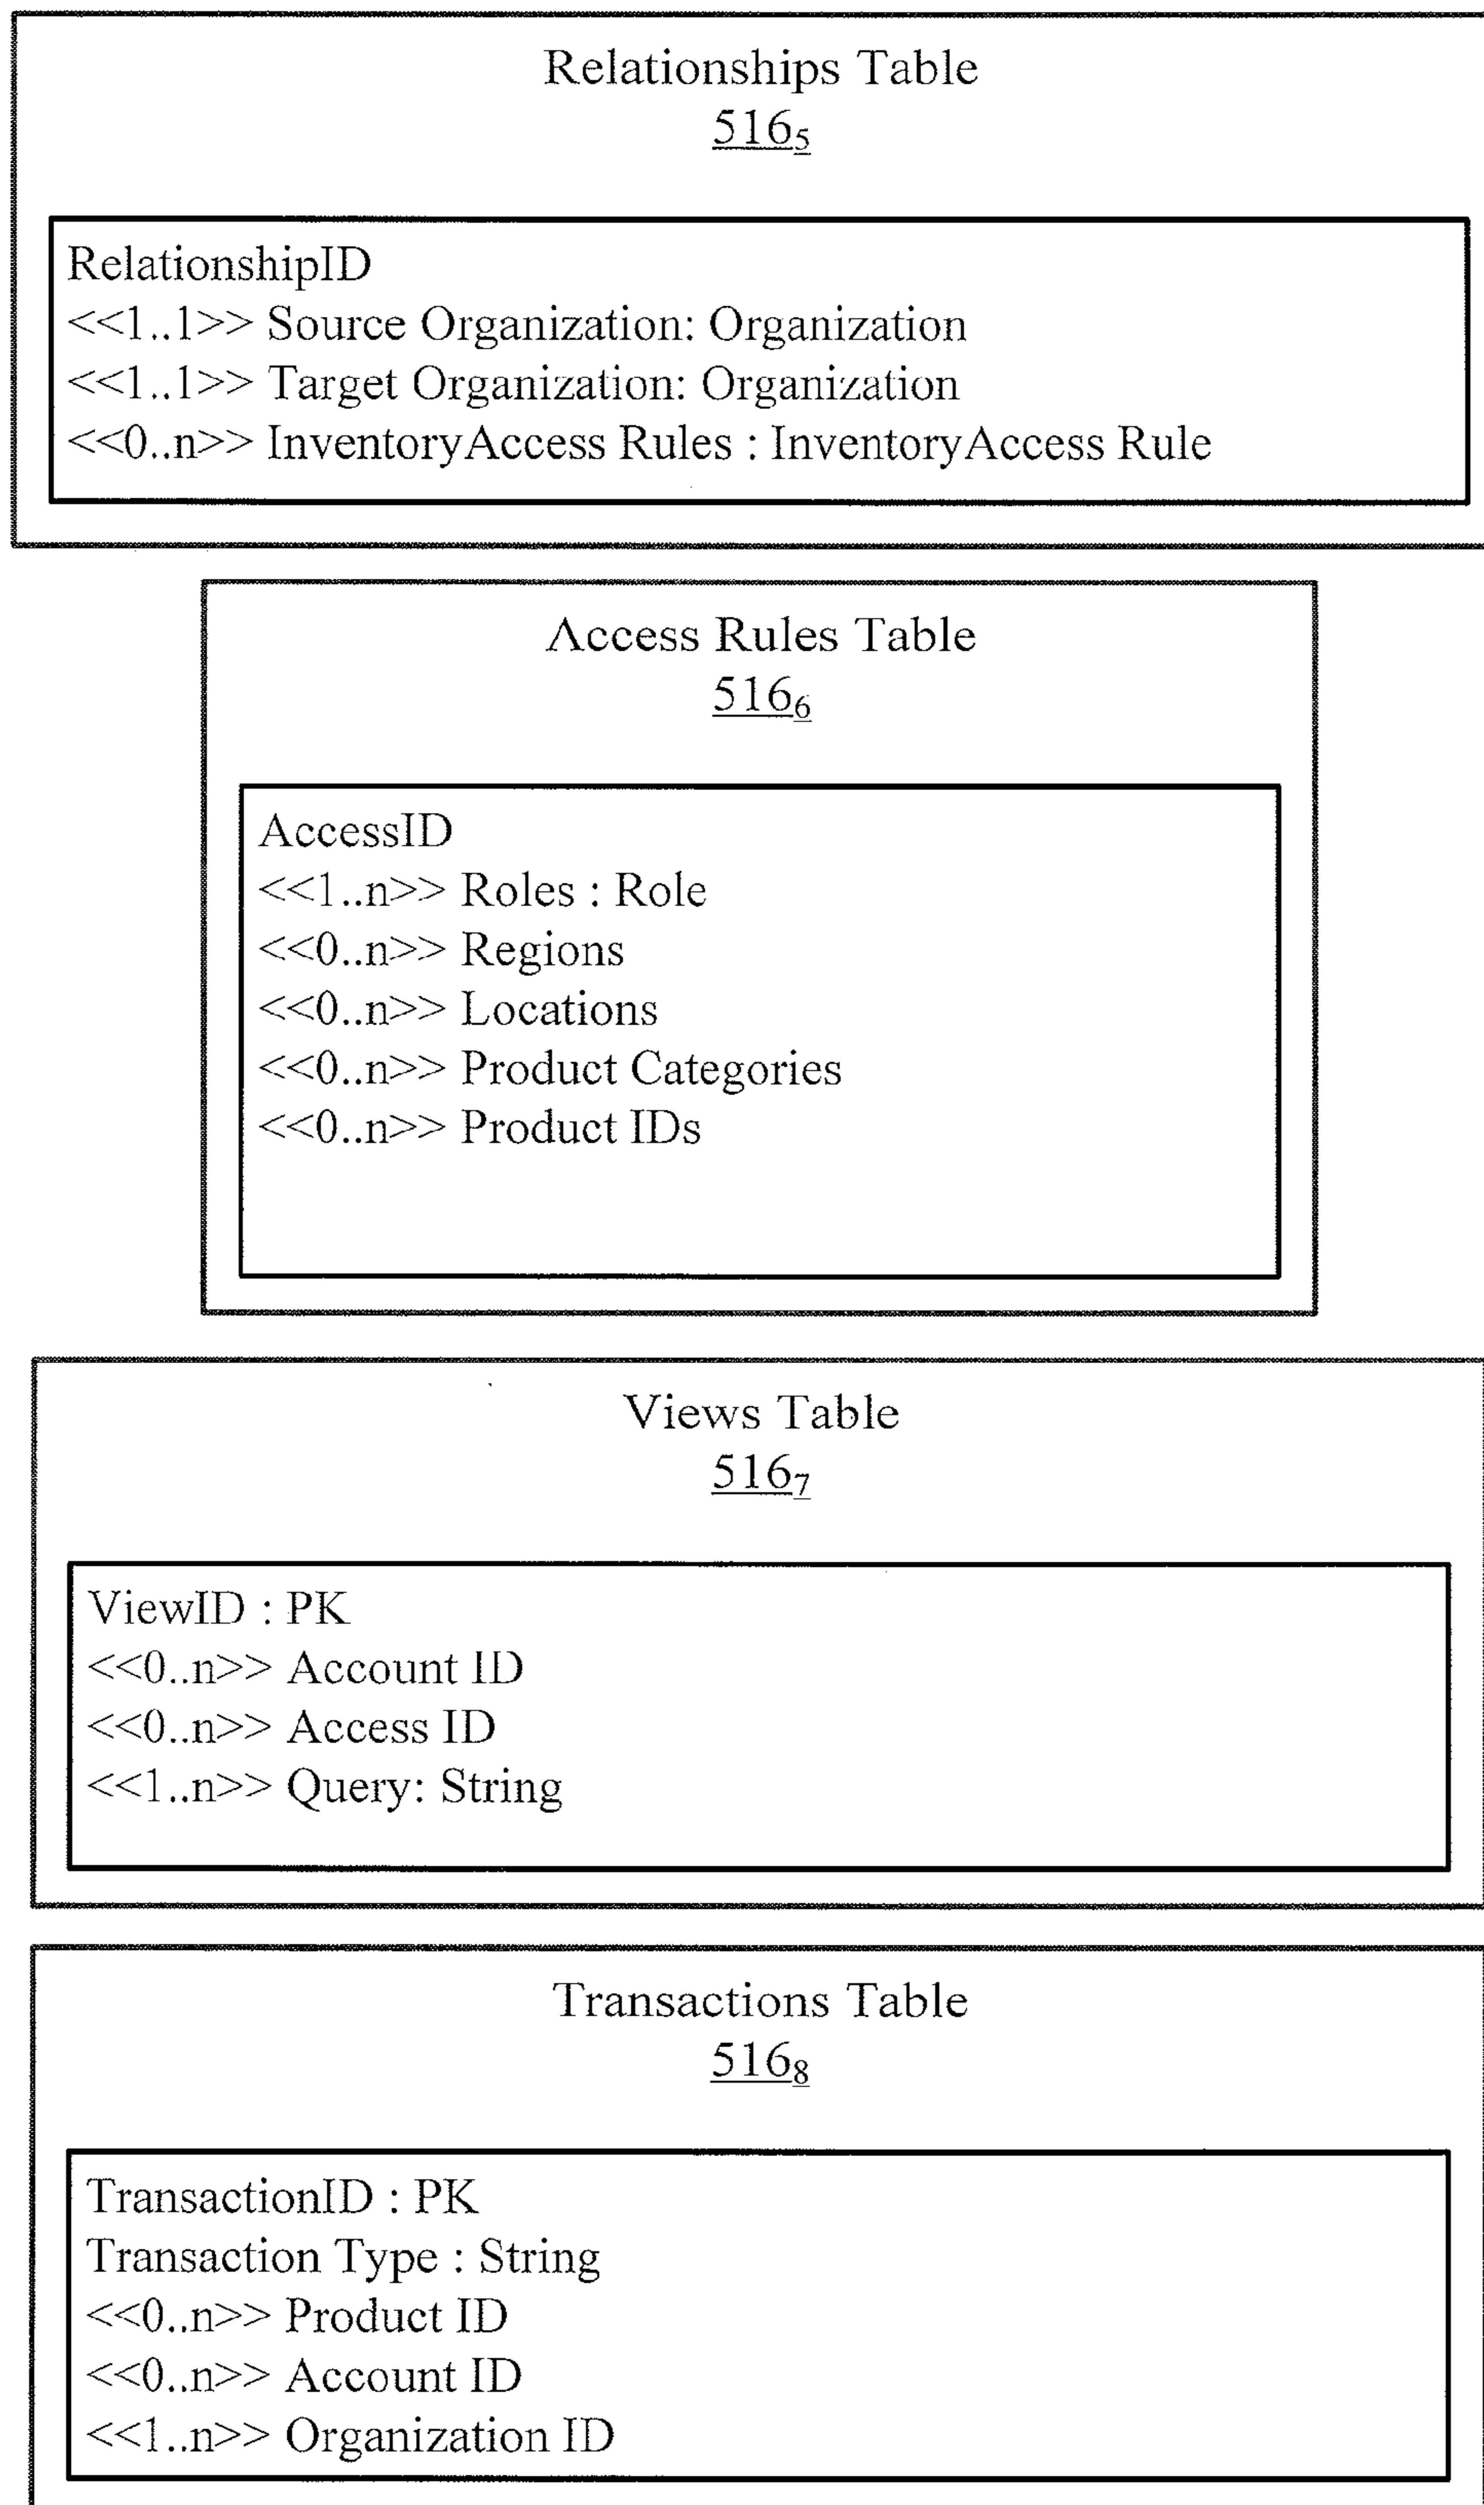 Relationships Table
516₅
RelationshipID
<<1..1>> Source Organization: Organization
<<1..1>> Target Organization: Organization
<<0..n>> InventoryAccess Rules : InventoryAccess Rule
Access Rules Table
516₆
AccessID
<<1..n>> Roles : Role
<<0..n>> Regions
<<0..n>> Locations
<<0..n>> Product Categories
<<0..n>> Product IDs
Views Table
516₇
ViewID : PK
<<0..n>> Account ID
<<0..n>> Access ID
<<1..n>> Query: String
Transactions Table
516₈
TransactionID : PK
Transaction Type : String
<<0..n>> Product ID
<<0..n>> Account ID
<<1..n>> Organization ID